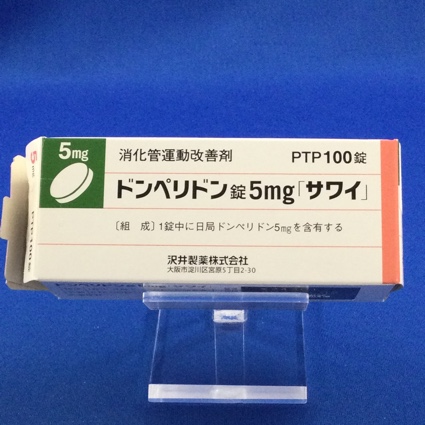 5mg
消化管運動改善剤 PTP100錠
ドンペリドン錠5mg「サワイ」
〔組 成〕1錠中に日局ドンペリドン5mgを含有する
沢井製薬株式会社
大阪市淀川区宮原5丁目2-30